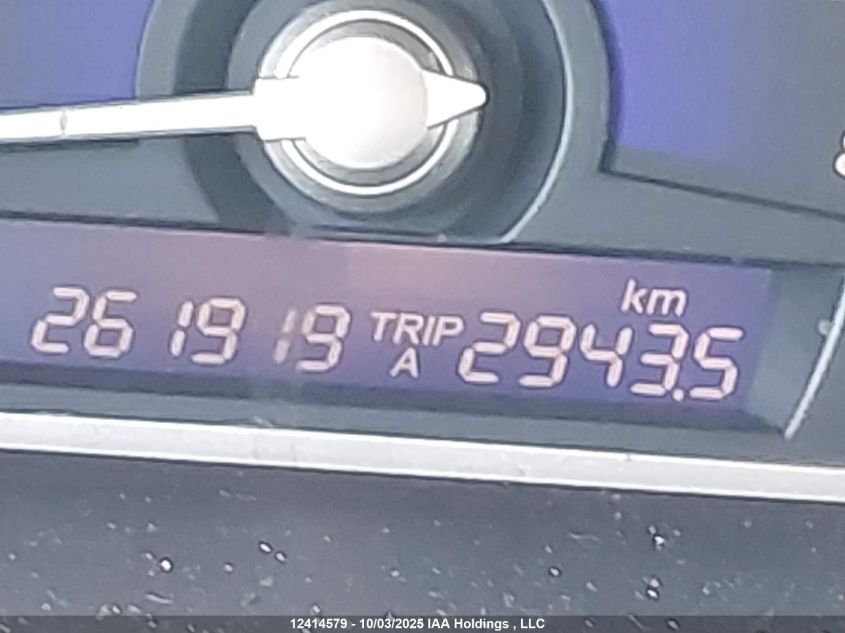 km
261919 TRIP A 2943.5
12414579 - 10/03/2025 IAA Holdings , LLC